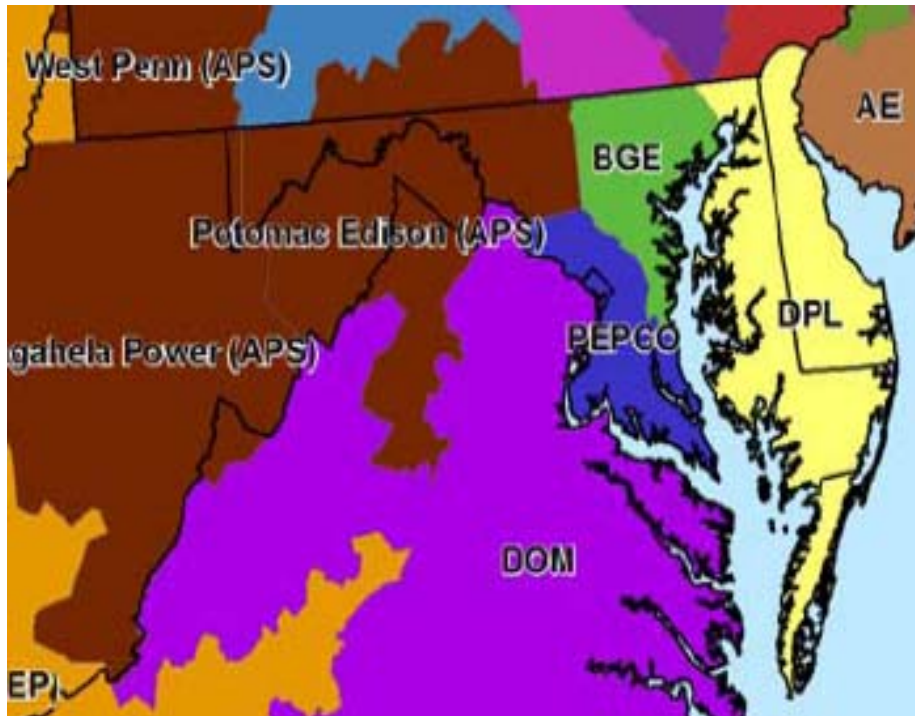 West Penn (APS)
AE
BGE
Potomac Edison (APS)
DPL
PEPCO
gahela Power (APS)
DOM
EP)